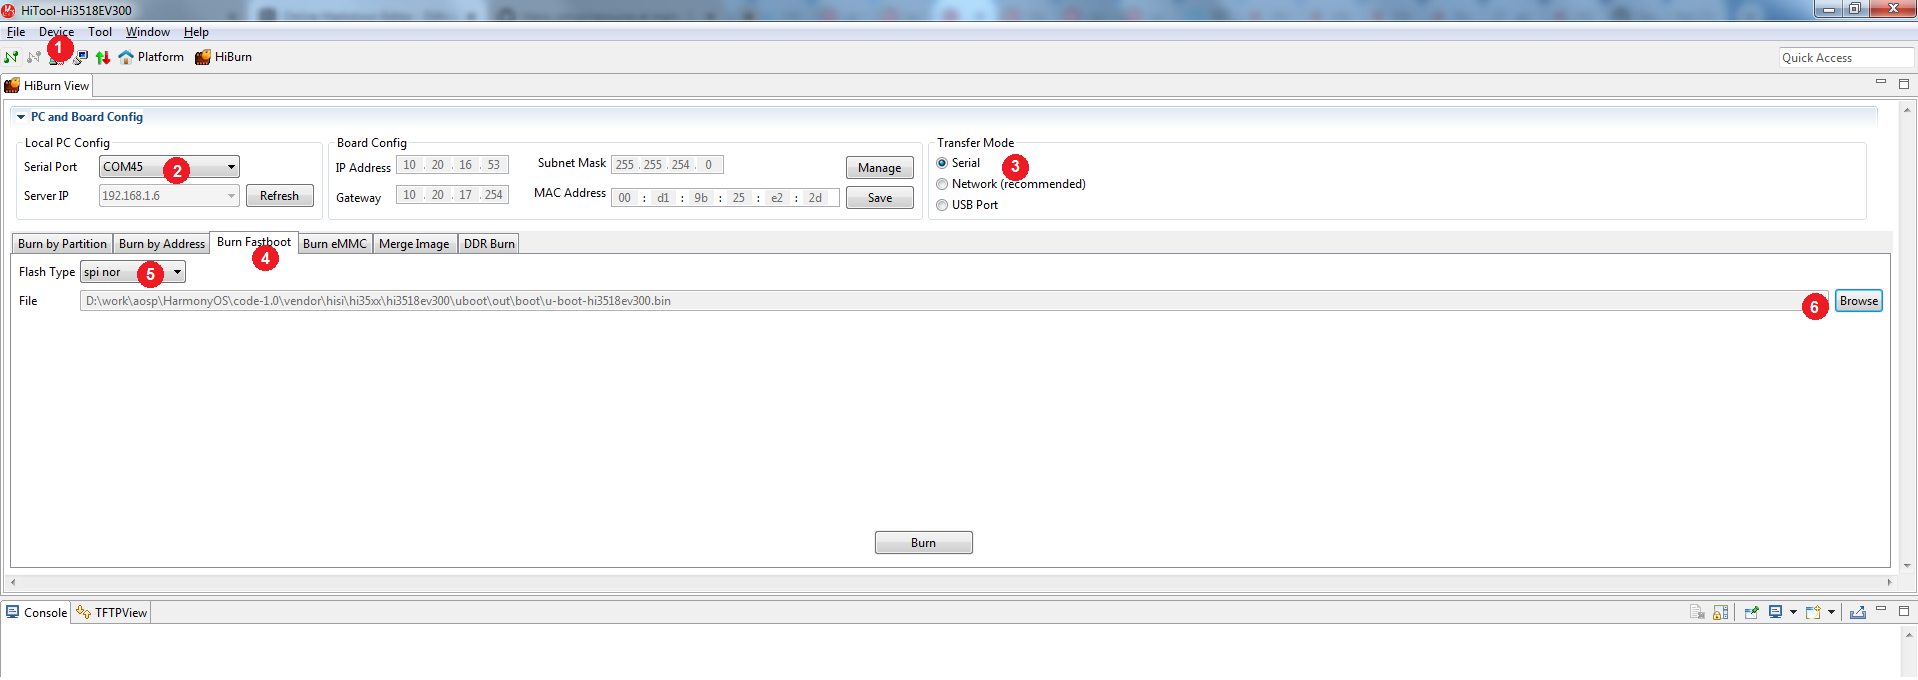 HiTool-Hi3518EV300
File Device Tool Window Help
1
Platform HiBurn
Quick Access
HiBurn View
PC and Board Config
Local PC Config
Serial Port COM45 2
Server IP 192.168.1.6 Refresh
Board Config
IP Address 10 . 20 . 16 . 53 Subnet Mask 255 . 255 . 254 . 0 Manage
Gateway 10 . 20 . 17 . 254 MAC Address 00 : d1 : 9b : 25 : e2 : 2d Save
Transfer Mode
Serial 3
Network (recommended)
USB Port
Burn by Partition Burn by Address Burn Fastboot Burn eMMC Merge Image DDR Burn
4
Flash Type spi nor 5
File D:\work\aosp\HarmonyOS\code-1.0\vendor\hisi\hi35xx\hi3518ev300\uboot\out\boot\u-boot-hi3518ev300.bin 6 Browse
Burn
Console TFTPView